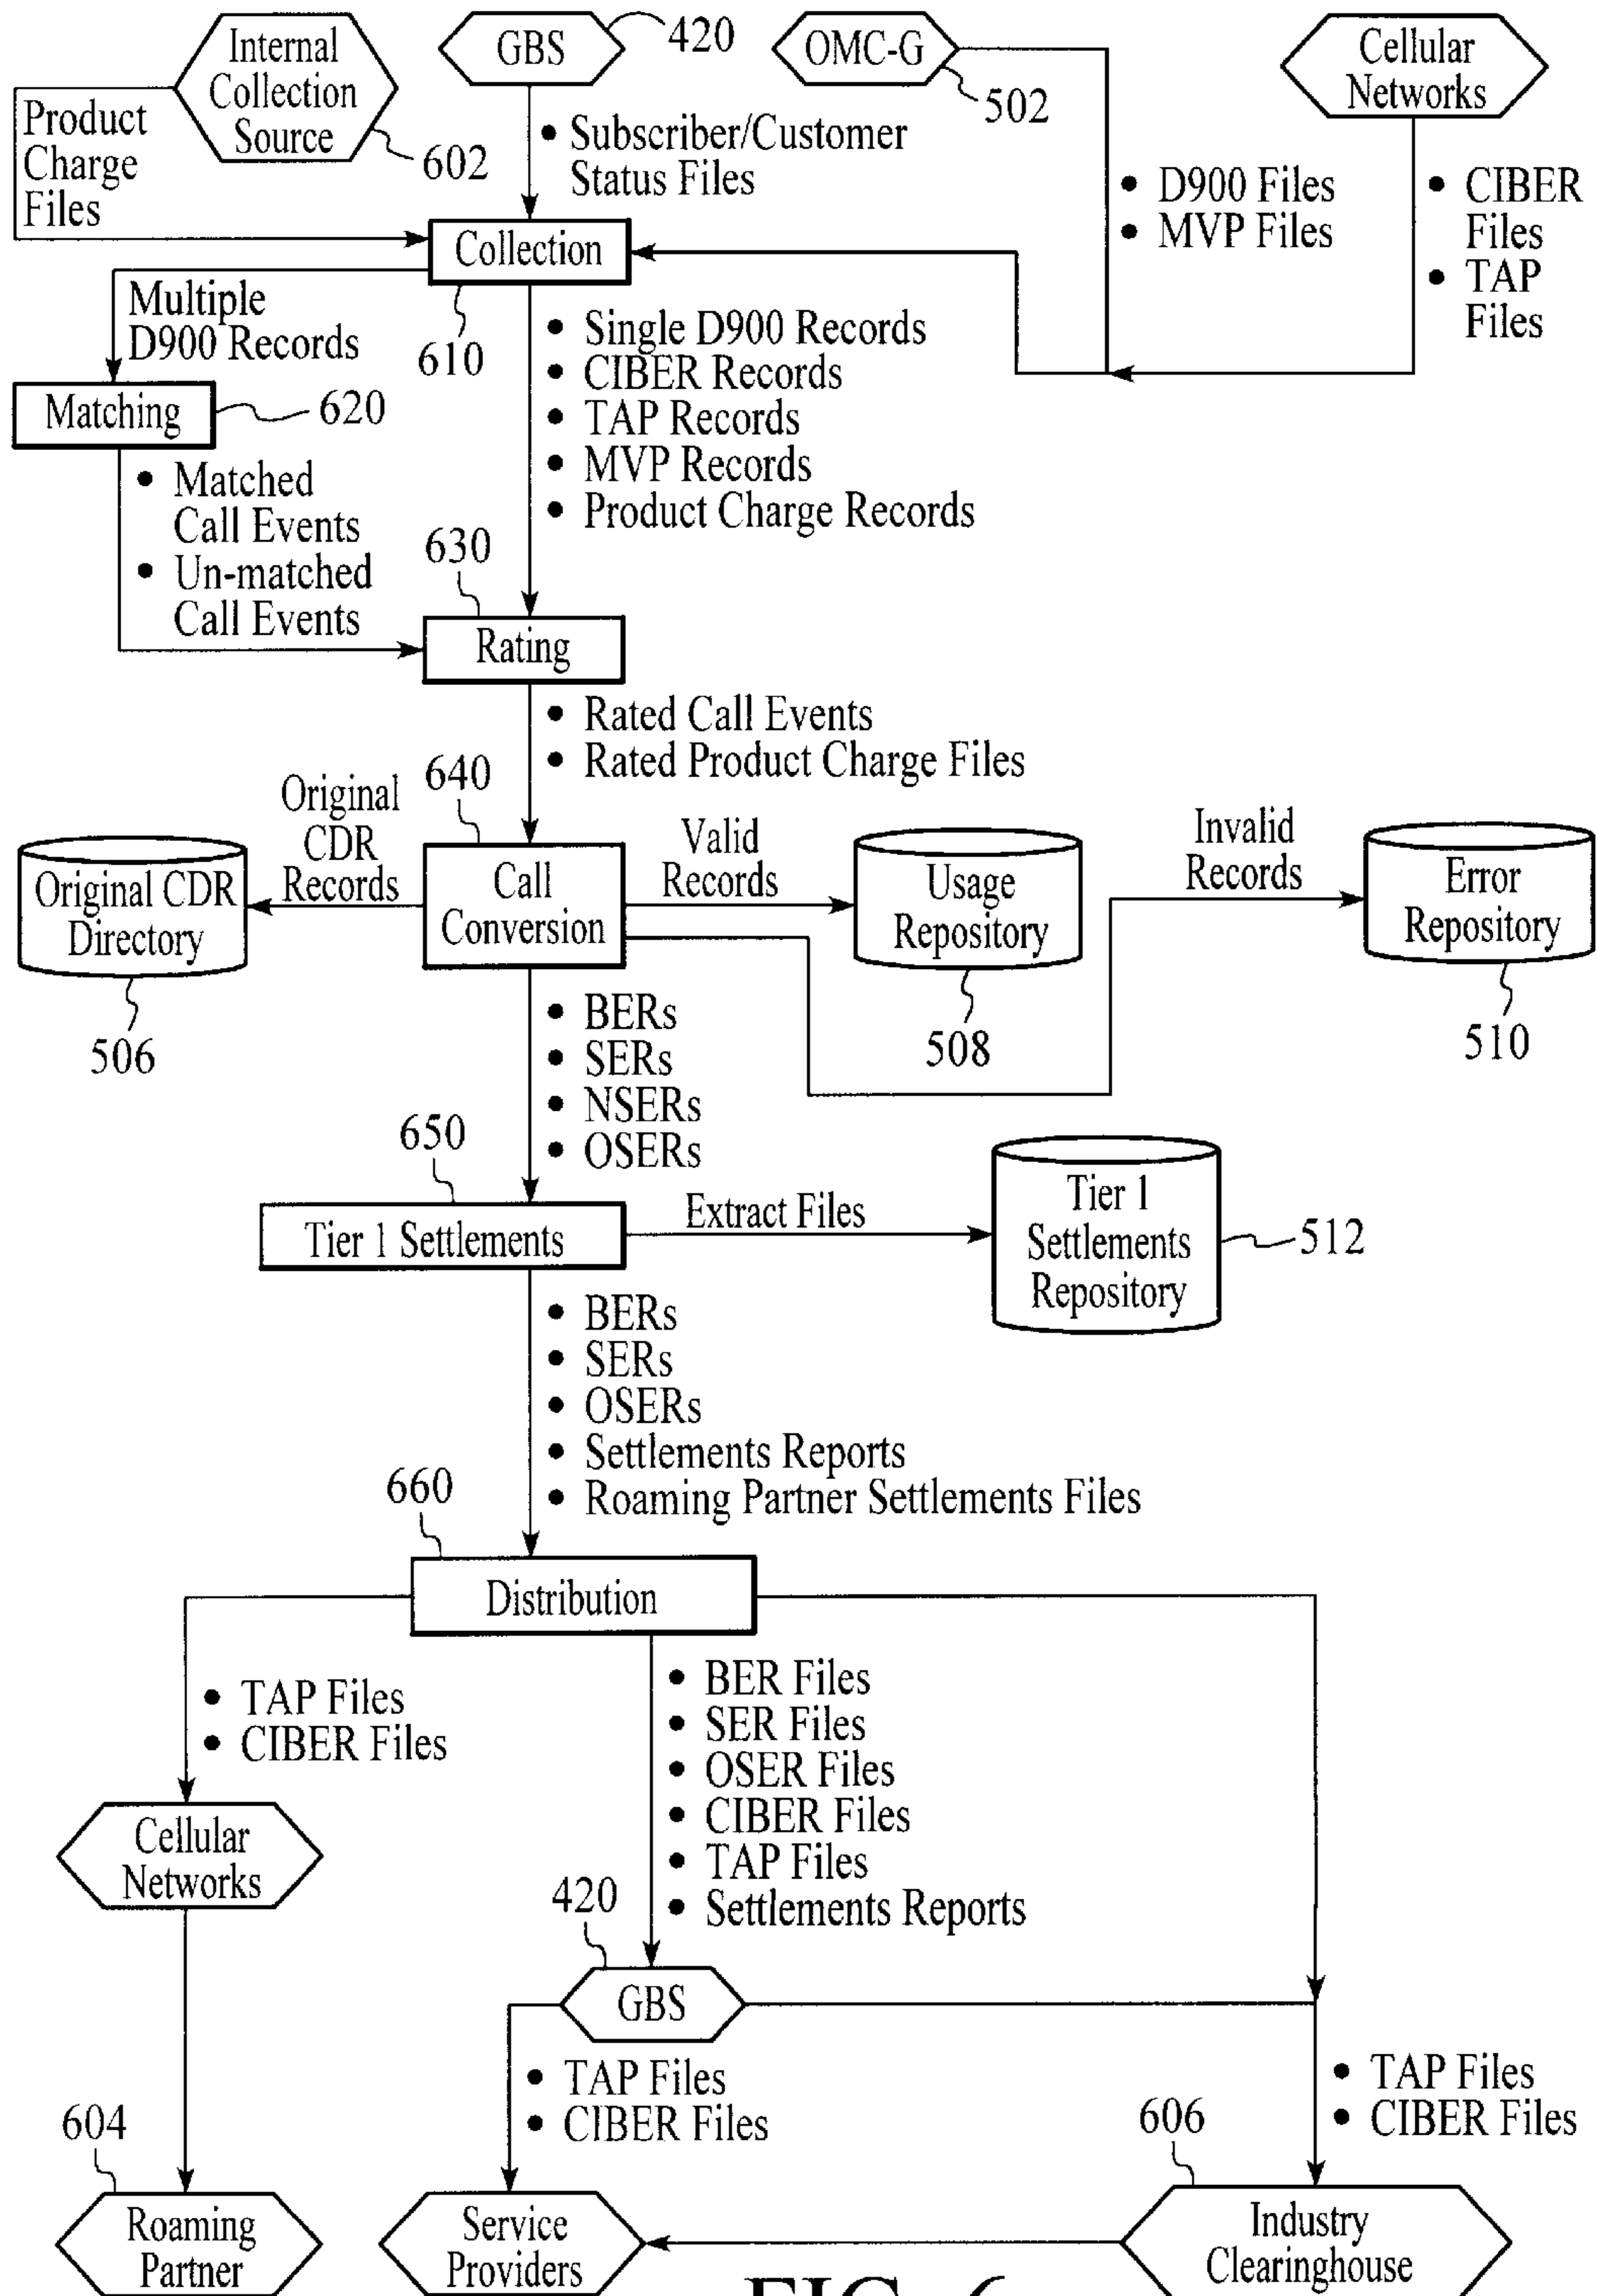 Internal
Collection
Source
602
GBS
420
OMC-G
502
Cellular
Networks
Product
Charge
Files
• Subscriber/Customer
Status Files
• D900 Files
• MVP Files
• CIBER
Files
• TAP
Files
Collection
610
Multiple
D900 Records
• Single D900 Records
• CIBER Records
• TAP Records
• MVP Records
• Product Charge Records
Matching
620
• Matched
Call Events
• Un-matched
Call Events
630
Rating
• Rated Call Events
• Rated Product Charge Files
640
Original
CDR
Records
Call
Conversion
Valid
Records
Invalid
Records
Original CDR
Directory
506
Usage
Repository
508
Error
Repository
510
• BERs
• SERs
• NSERs
• OSERs
650
Tier 1 Settlements
Extract Files
Tier 1
Settlements
Repository
512
• BERs
• SERs
• OSERs
• Settlements Reports
• Roaming Partner Settlements Files
660
Distribution
• TAP Files
• CIBER Files
• BER Files
• SER Files
• OSER Files
• CIBER Files
• TAP Files
• Settlements Reports
Cellular
Networks
420
GBS
• TAP Files
• CIBER Files
• TAP Files
• CIBER Files
604
Roaming
Partner
Service
Providers
606
Industry
Clearinghouse
FIG. 6